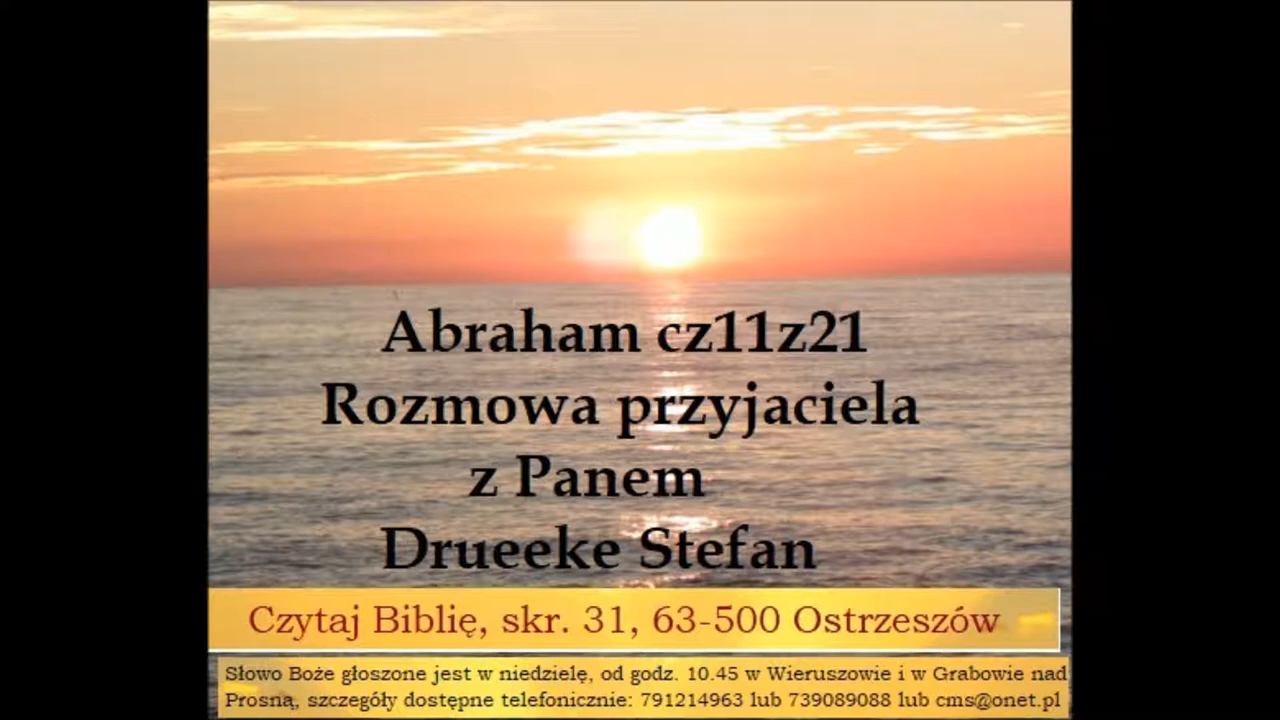 Abraham cz11z21
Rozmowa przyjaciela
z Panem
Drueeke Stefan
Czytaj Biblię, skr. 31, 63-500 Ostrzeszów
Słowo Boże głoszone jest w niedzielę, od godz. 10.45 w Wieruszowie i w Grabowie nad
Prosną, szczegóły dostępne telefonicznie: 791214963 lub 739089088 lub cms@onet.pl